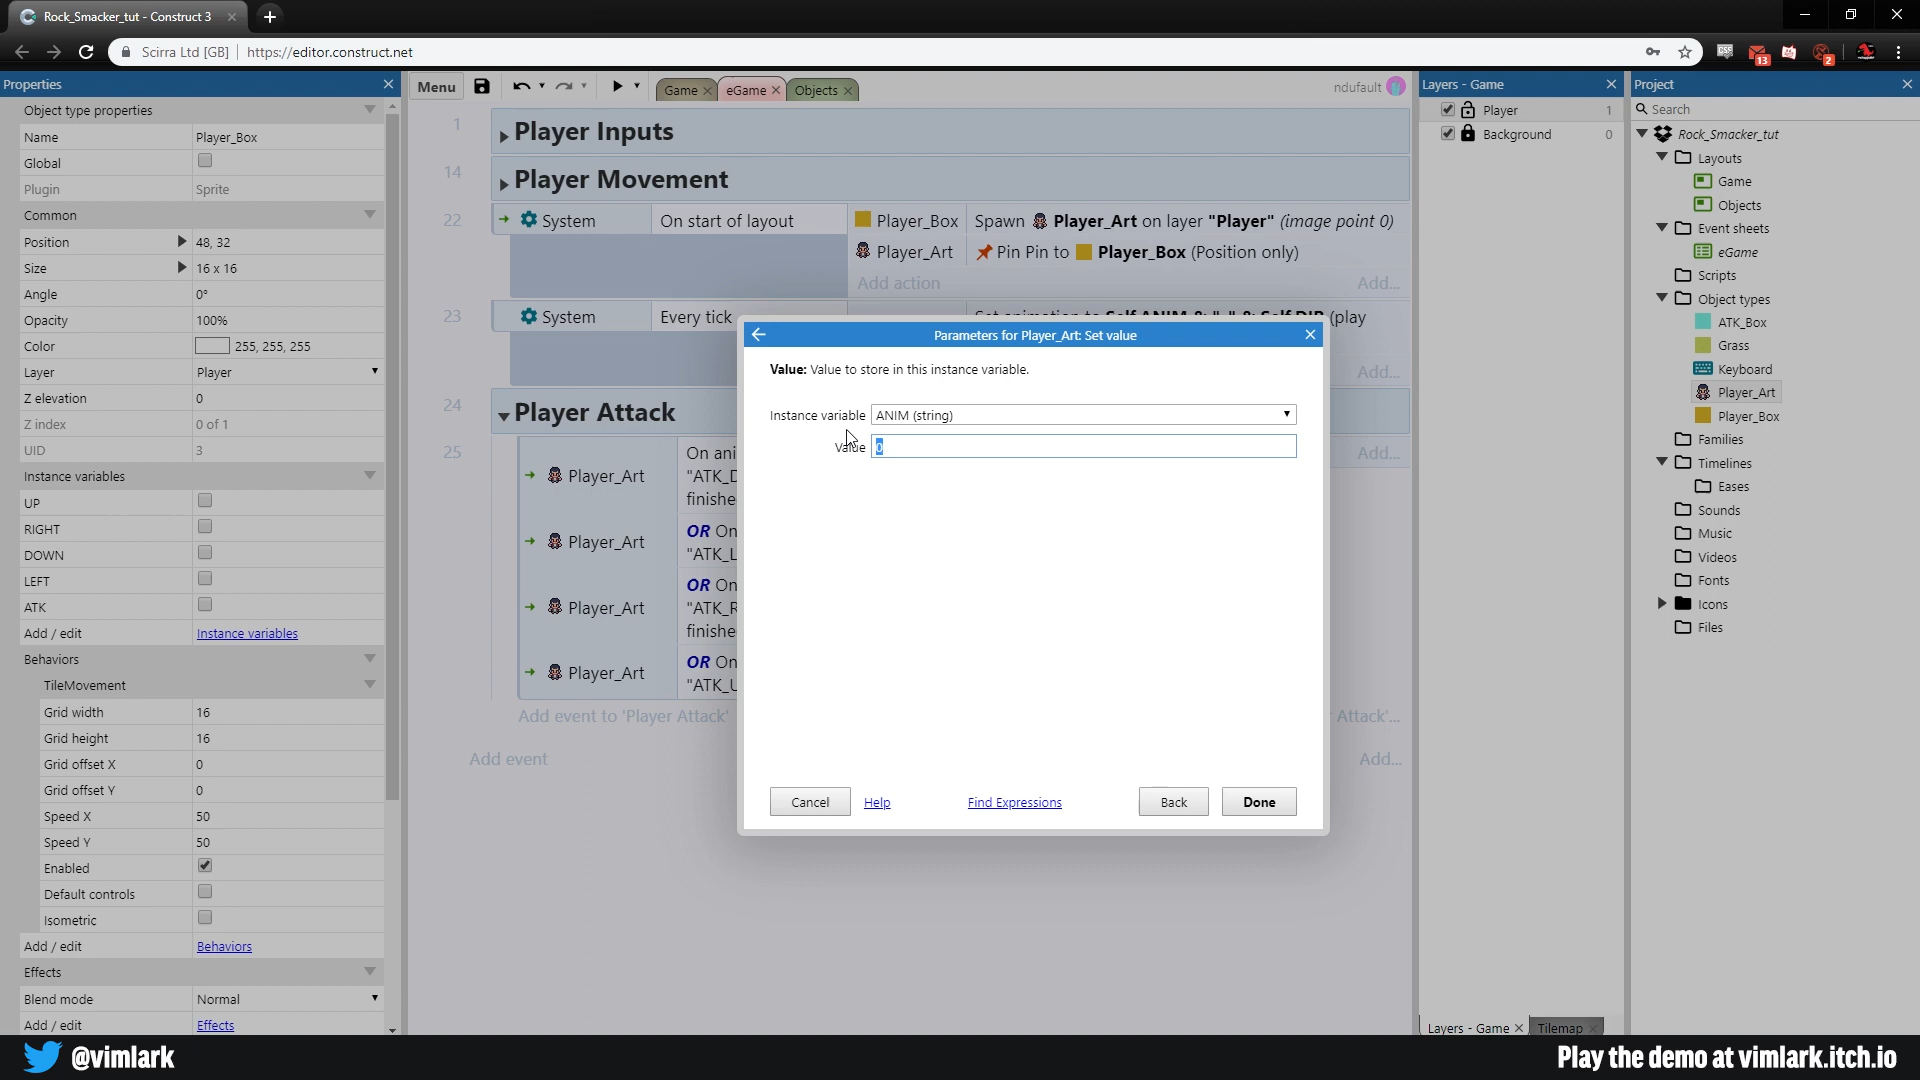 Rock_Smacker_tut - Construct 3
Scirra Ltd [GB] https://editor.construct.net
13
2
Properties
Object type properties
Name Player_Box
Global
Plugin Sprite
Common
Position 48, 32
Size 16 x 16
Angle 0°
Opacity 100%
Color 255, 255, 255
Layer Player
Z elevation 0
Z index 0 of 1
UID 3
Instance variables
UP
RIGHT
DOWN
LEFT
ATK
Add / edit Instance variables
Behaviors
TileMovement
Grid width 16
Grid height 16
Grid offset X 0
Grid offset Y 0
Speed X 50
Speed Y 50
Enabled
Default controls
Isometric
Add / edit Behaviors
Effects
Blend mode Normal
Add / edit Effects
Menu
Game eGame Objects
ndufault
1 Player Inputs
14 Player Movement
22 System On start of layout Player_Box Spawn Player_Art on layer "Player" (image point 0)
Player_Art Pin Pin to Player_Box (Position only)
Add action Add...
23 System Every tick (play
Add...
24 Player Attack
25 Player_Art On ani
"ATK_D
finishe
Add...
Player_Art OR On
"ATK_L
Player_Art OR On
"ATK_R
finishe
Player_Art OR On
"ATK_U
Add event to 'Player Attack' Attack'...
Add event Add...
Parameters for Player_Art: Set value
Value: Value to store in this instance variable.
Instance variable ANIM (string)
Value 0
Cancel Help Find Expressions Back Done
Layers - Game
Player 1
Background 0
Layers - Game Tilemap
Project
Search
Rock_Smacker_tut
Layouts
Game
Objects
Event sheets
eGame
Scripts
Object types
ATK_Box
Grass
Keyboard
Player_Art
Player_Box
Families
Timelines
Eases
Sounds
Music
Videos
Fonts
Icons
Files
@vimlark
Play the demo at vimlark.itch.io